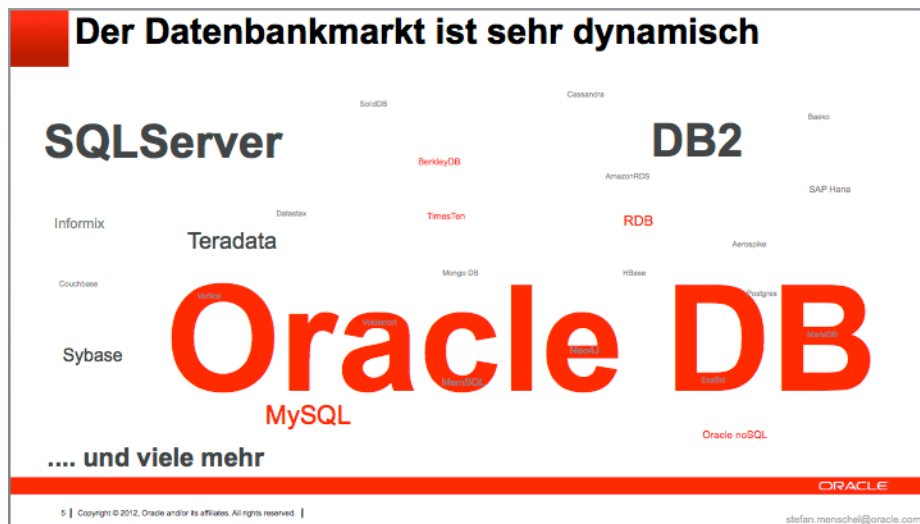 Der Datenbankmarkt ist sehr dynamisch
Cassandra
SolidDB
Basko
SQLServer
DB2
BerkleyDB
AmazonRDS
SAP Hana
Datastax
TimesTen
RDB
Informix
Teradata
Aerospike
Mongo DB
HBase
Couchbase
Vertica
Postgres
Oracle DB
Voldemort
MariaDB
Sybase
Neo4J
MemSQL
ExaSol
MySQL
Oracle noSQL
.... und viele mehr
ORACLE
5 | Copyright © 2012, Oracle and/or its affiliates. All rights reserved. |
stefan.menschel@oracle.com